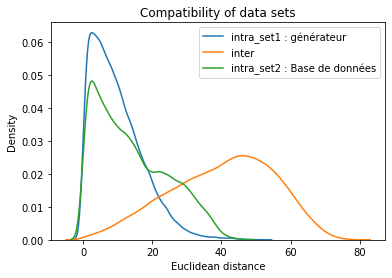 Compatibility of data sets
intra_set1 : générateur
inter
intra_set2 : Base de données
Density
0.06
0.05
0.04
0.03
0.02
0.01
0.00
0
20
40
60
80
Euclidean distance